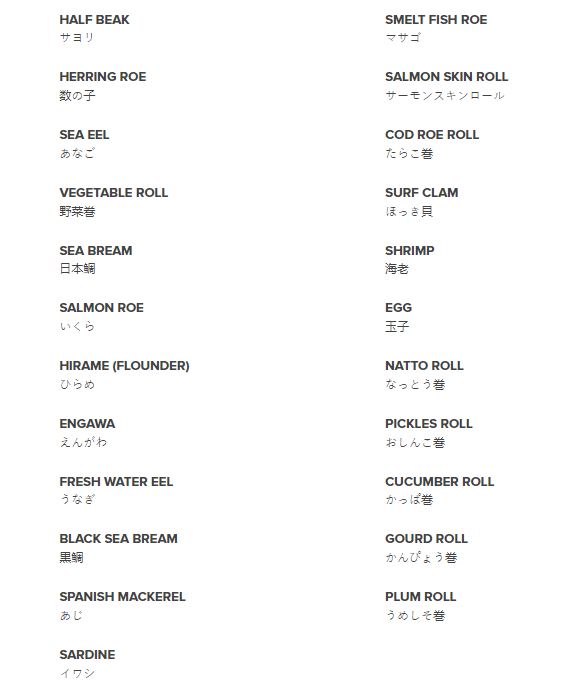 HALF BEAK
サヨリ
HERRING ROE
数の子
SEA EEL
あなご
VEGETABLE ROLL
野菜巻
SEA BREAM
日本鯛
SALMON ROE
いくら
HIRAME (FLOUNDER)
ひらめ
ENGAWA
えんがわ
FRESH WATER EEL
うなぎ
BLACK SEA BREAM
黒鯛
SPANISH MACKEREL
あじ
SARDINE
イワシ
SMELT FISH ROE
マサゴ
SALMON SKIN ROLL
サーモンスキンロール
COD ROE ROLL
たらこ巻
SURF CLAM
ほっき貝
SHRIMP
海老
EGG
玉子
NATTO ROLL
なっとう巻
PICKLES ROLL
おしんこ巻
CUCUMBER ROLL
かっぱ巻
GOURD ROLL
かんぴょう巻
PLUM ROLL
うめしそ巻